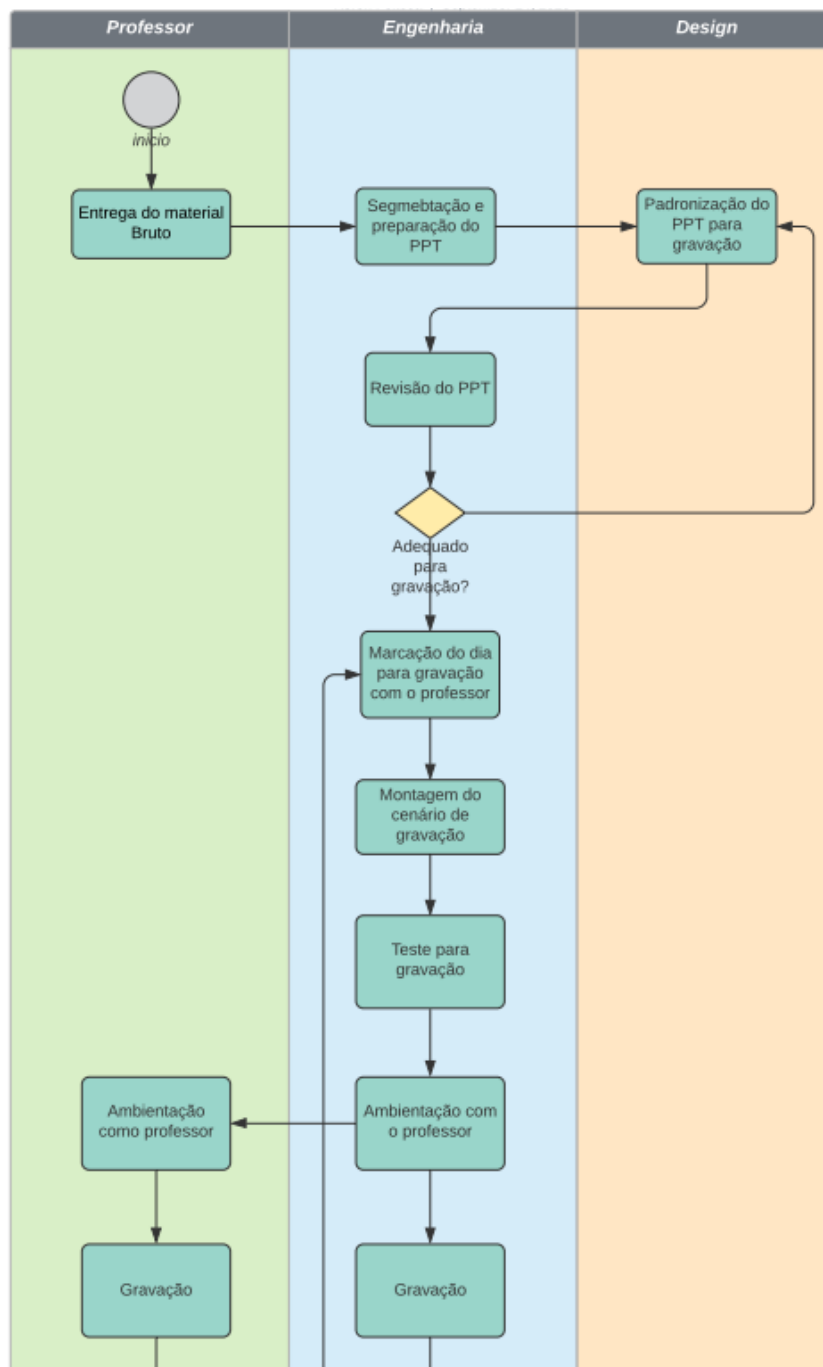 Professor
Engenharia
Design
início
Entrega do material
Bruto
Segmebtação e
preparação do
PPT
Padronização do
PPT para
gravação
Revisão do PPT
Adequado
para
gravação?
Marcação do dia
para gravação
com o professor
Montagem do
cenário de
gravação
Teste para
gravação
Ambientação
como professor
Ambientação com
o professor
Gravação
Gravação